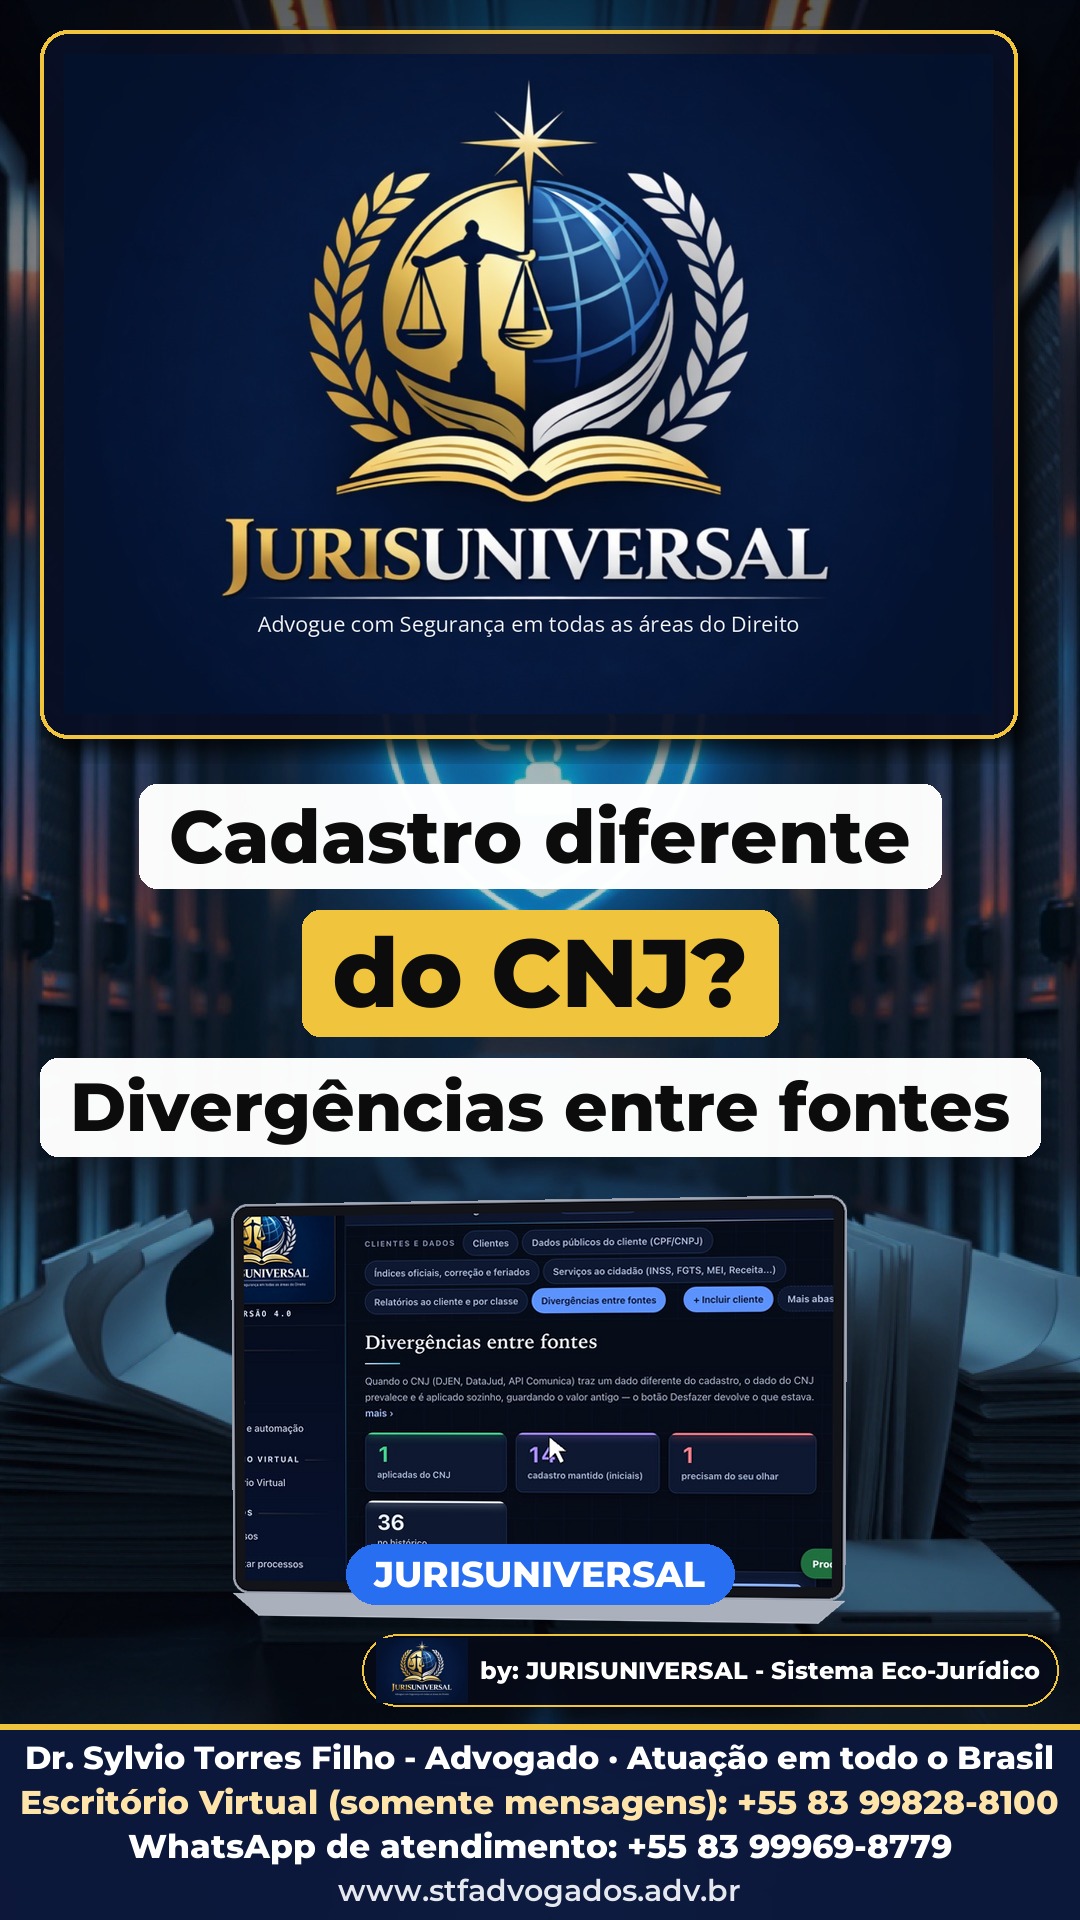 JURISUNIVERSAL
Advogue com Segurança em todas as áreas do Direito
Cadastro diferente
do CNJ?
Divergências entre fontes
UNIVERSAL
RSÃO 4.0
CLIENTES E DADOS
Clientes
Dados públicos do cliente (CPF/CNPJ)
Índices oficiais, correção e feriados
Serviços ao cidadão (INSS, FGTS, MEI, Receita...)
Relatórios ao cliente e por classe
Divergências entre fontes
+ Incluir cliente
Mais abas
Divergências entre fontes
Quando o CNJ (DJEN, DataJud, API Comunica) traz um dado diferente do cadastro, o dado do CNJ
prevalece e é aplicado sozinho, guardando o valor antigo — o botão Desfazer devolve o que estava.
mais ›
e automação
O VIRTUAL
io Virtual
sos
tar processos
1
aplicadas do CNJ
14
cadastro mantido (iniciais)
1
precisam do seu olhar
36
no histórico
Proc
JURISUNIVERSAL
JURISUNIVERSAL
by: JURISUNIVERSAL - Sistema Eco-Jurídico
Dr. Sylvio Torres Filho - Advogado · Atuação em todo o Brasil
Escritório Virtual (somente mensagens): +55 83 99828-8100
WhatsApp de atendimento: +55 83 99969-8779
www.stfadvogados.adv.br